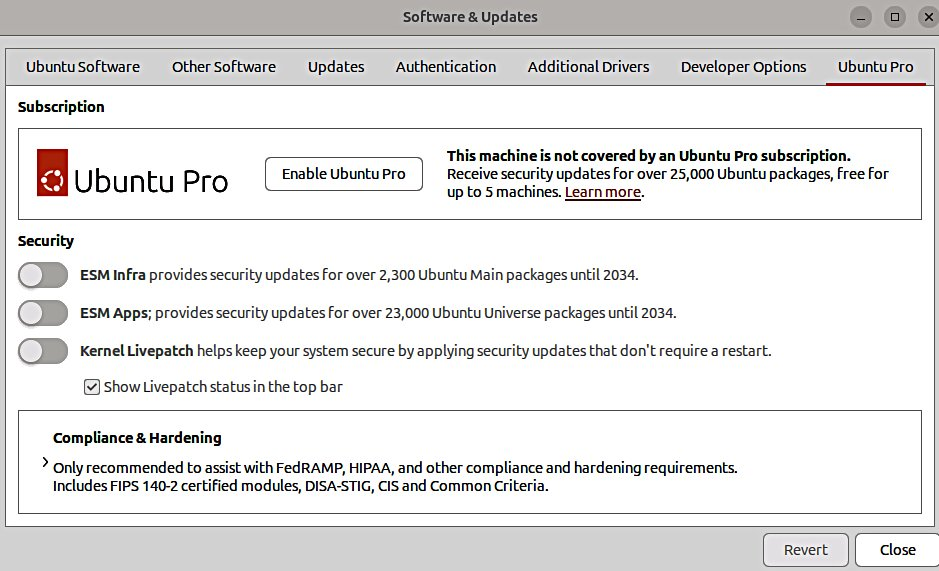 Software & Updates
Ubuntu Software Other Software Updates Authentication Additional Drivers Developer Options Ubuntu Pro
Subscription
Ubuntu Pro
Enable Ubuntu Pro
This machine is not covered by an Ubuntu Pro subscription.
Receive security updates for over 25,000 Ubuntu packages, free for
up to 5 machines. Learn more.
Security
ESM Infra provides security updates for over 2,300 Ubuntu Main packages until 2034.
ESM Apps; provides security updates for over 23,000 Ubuntu Universe packages until 2034.
Kernel Livepatch helps keep your system secure by applying security updates that don't require a restart.
Show Livepatch status in the top bar
Compliance & Hardening
Only recommended to assist with FedRAMP, HIPAA, and other compliance and hardening requirements.
Includes FIPS 140-2 certified modules, DISA-STIG, CIS and Common Criteria.
Revert Close